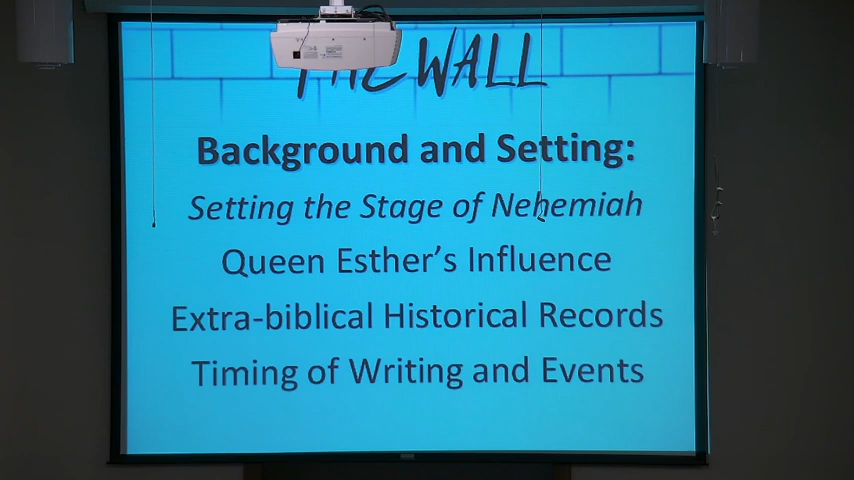 THE WALL
Background and Setting:
Setting the Stage of Nehemiah
Queen Esther's Influence
Extra-biblical Historical Records
Timing of Writing and Events